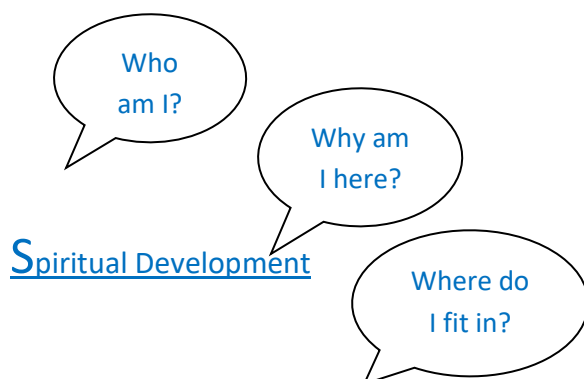 Who
am I?
Why am
I here?
Spiritual Development
Where do
I fit in?